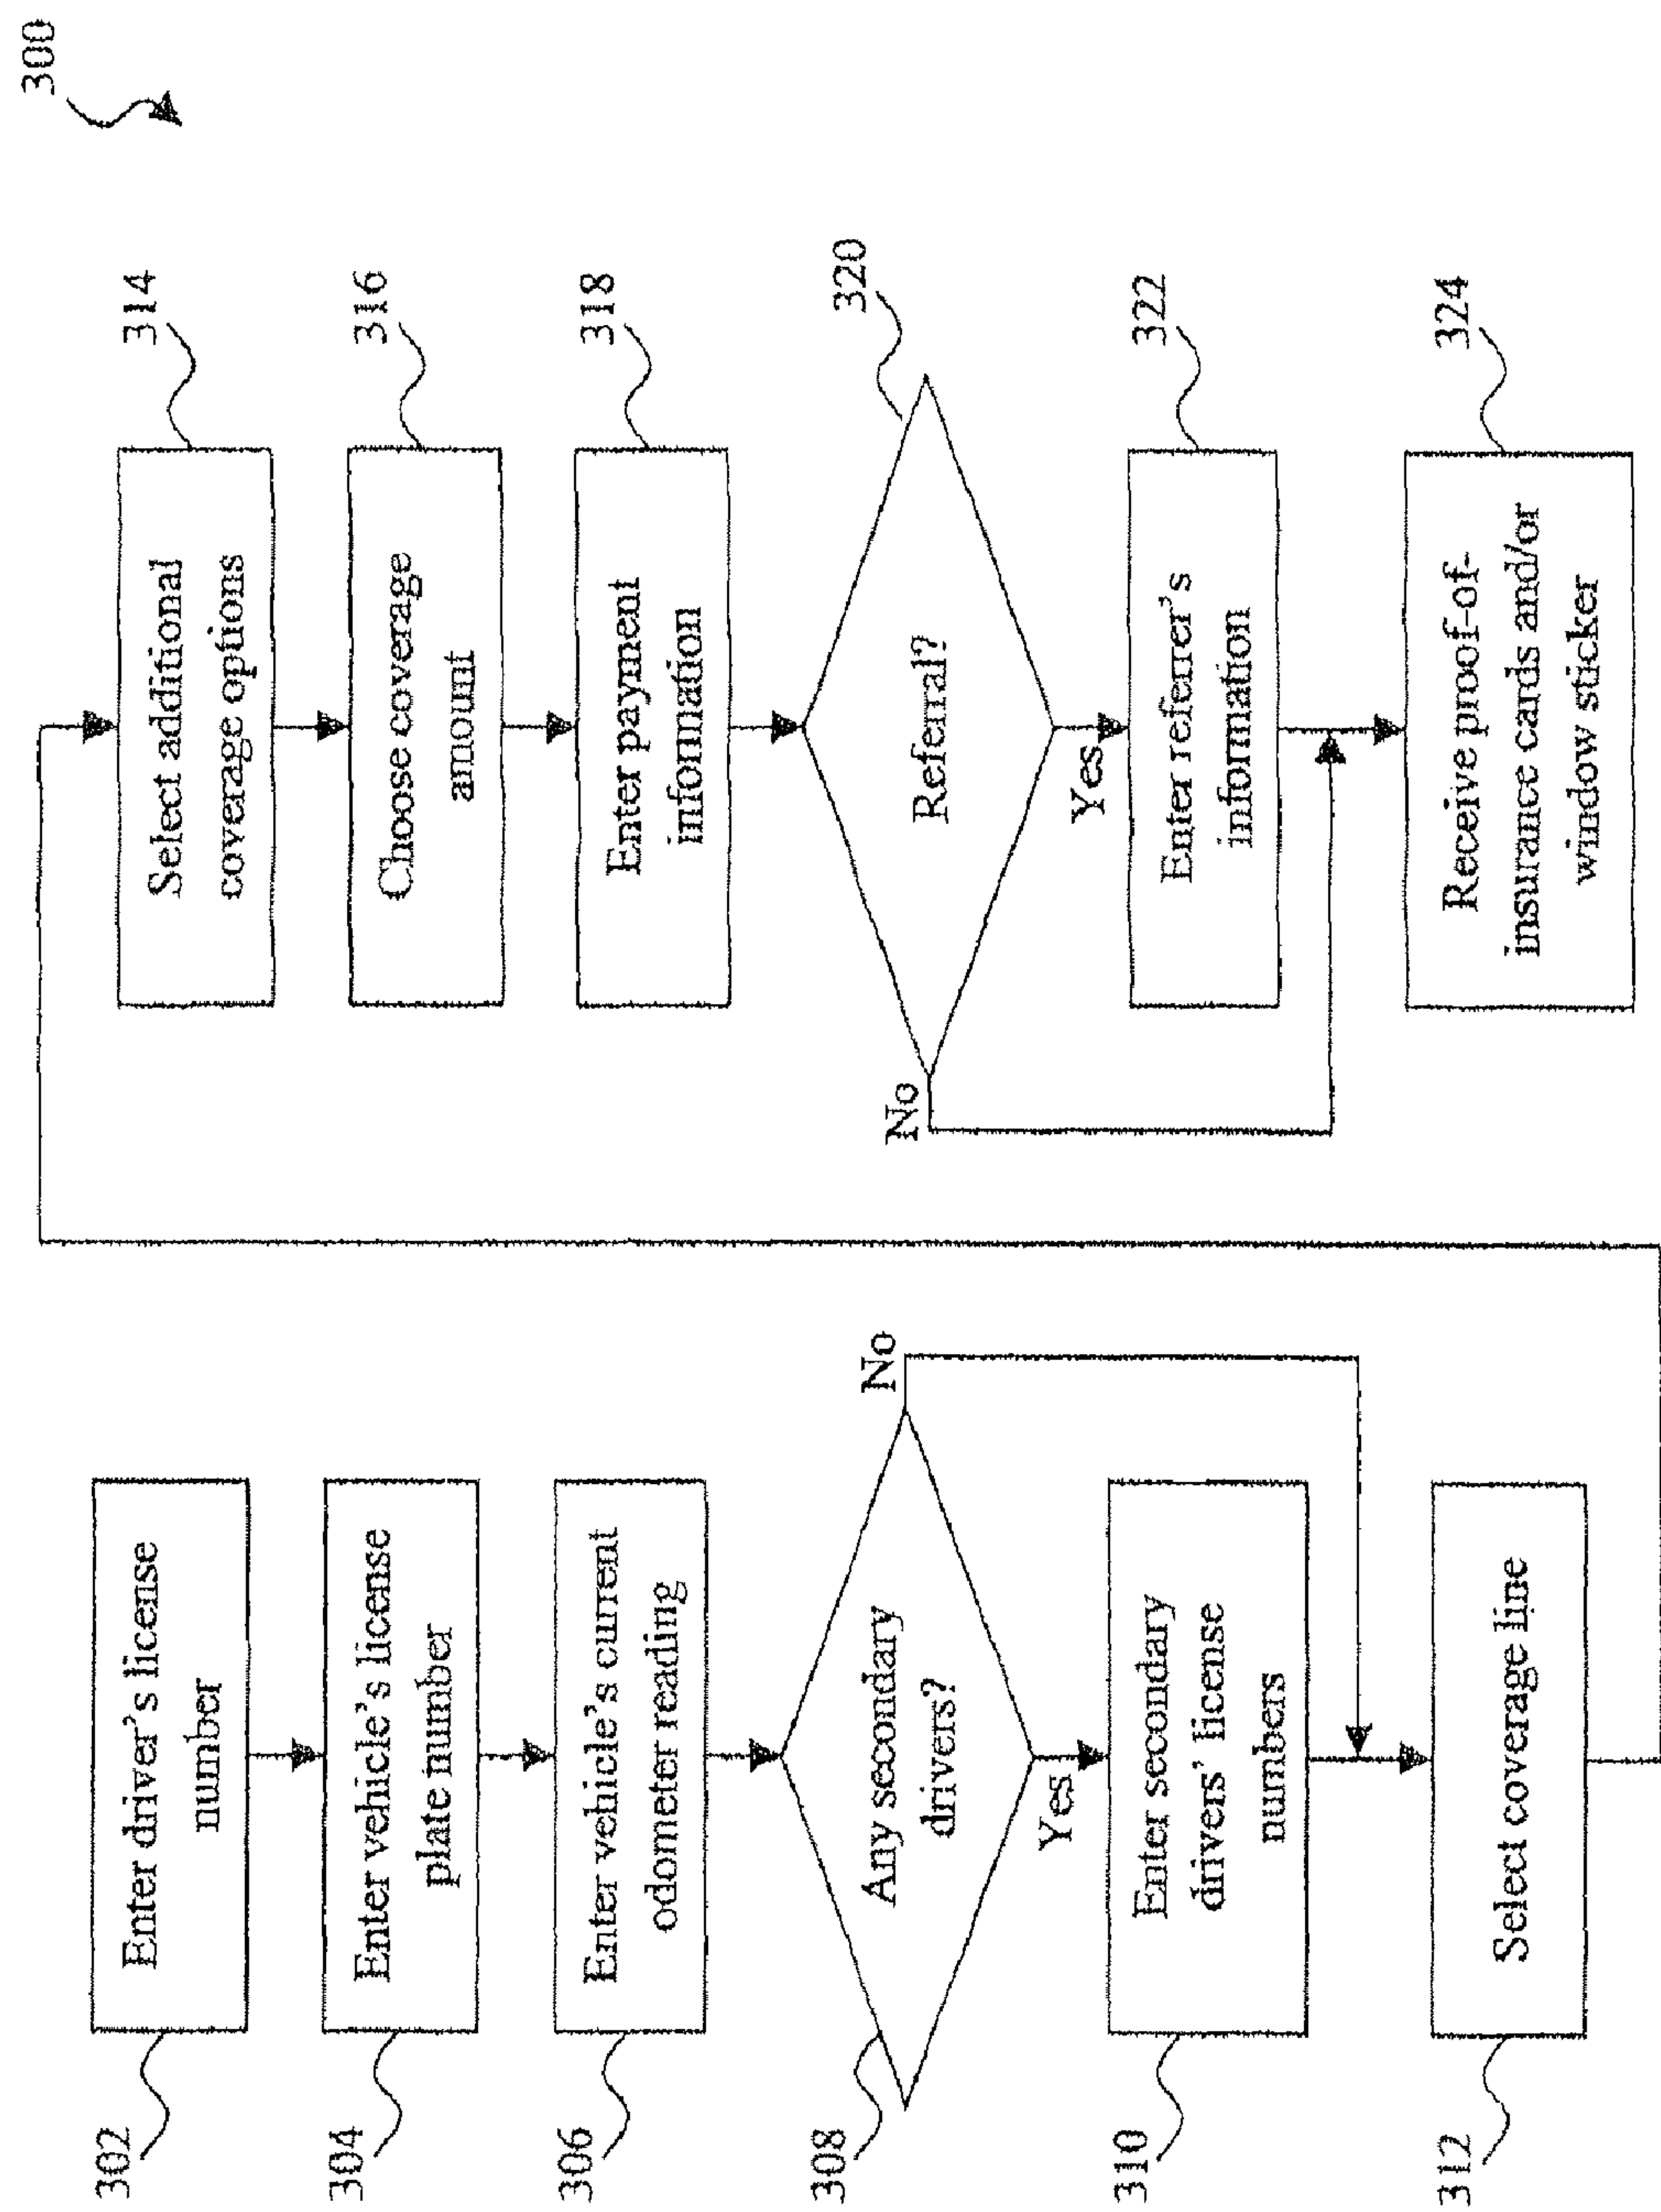 300
302
Enter driver's license
number
304
Enter vehicle's license
plate number
306
Enter vehicle's current
odometer reading
308
Any secondary
drivers?
No
Yes
310
Enter secondary
drivers' license
numbers
312
Select coverage line
314
Select additional
coverage options
316
Choose coverage
amount
318
Enter payment
information
320
Referral?
No
Yes
322
Enter referrer's
information
324
Receive proof-of-
insurance cards and/or
window sticker